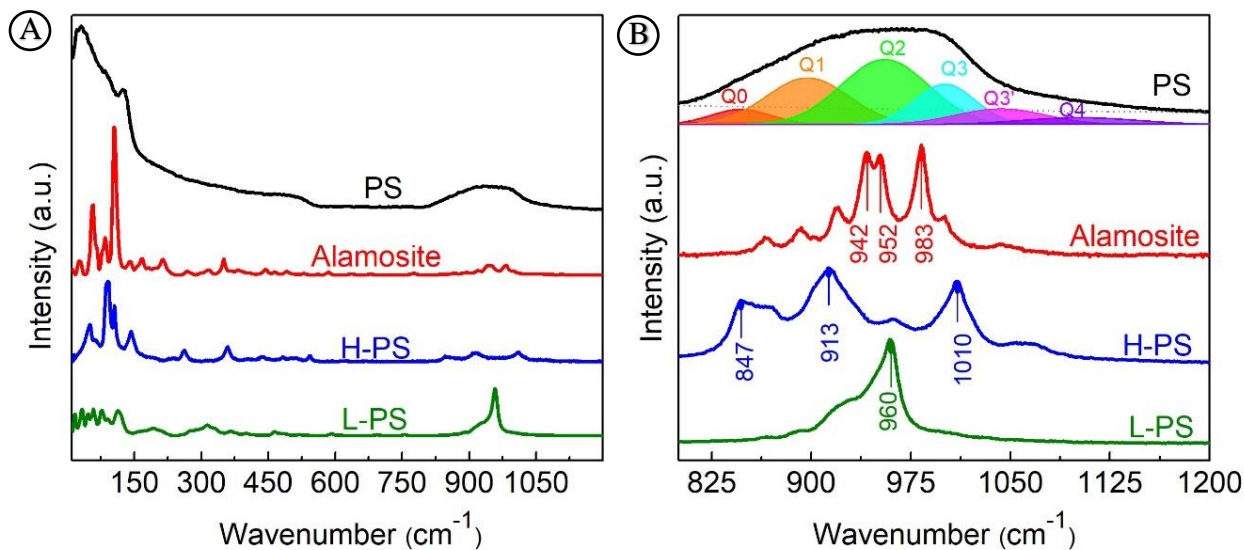 A
PS
Alamosite
H-PS
L-PS
150 300 450 600 750 900 1050
Wavenumber (cm⁻¹)
Intensity (a.u.)
B
Q0
Q1
Q2
Q3
Q3'
Q4
PS
942 952 983
Alamosite
847 913 1010
H-PS
960
L-PS
825 900 975 1050 1125 1200
Wavenumber (cm⁻¹)
Intensity (a.u.)